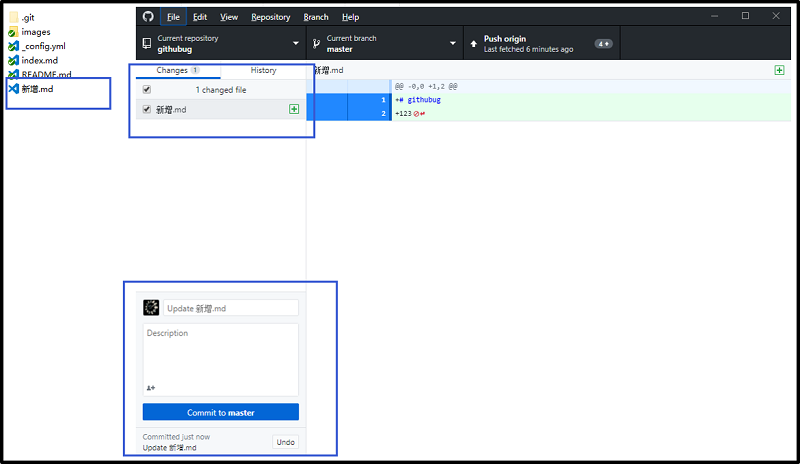 .git
images
_config.yml
index.md
README.md
新增.md
File Edit View Repository Branch Help
Current repository
githubug
Current branch
master
Push origin
Last fetched 6 minutes ago
4
Changes 1 History
1 changed file
新增.md
新增.md
@@ -0,0 +1,2 @@
1 +# githubug
2 +123
Update 新增.md
Description
Commit to master
Committed just now
Update 新增.md
Undo